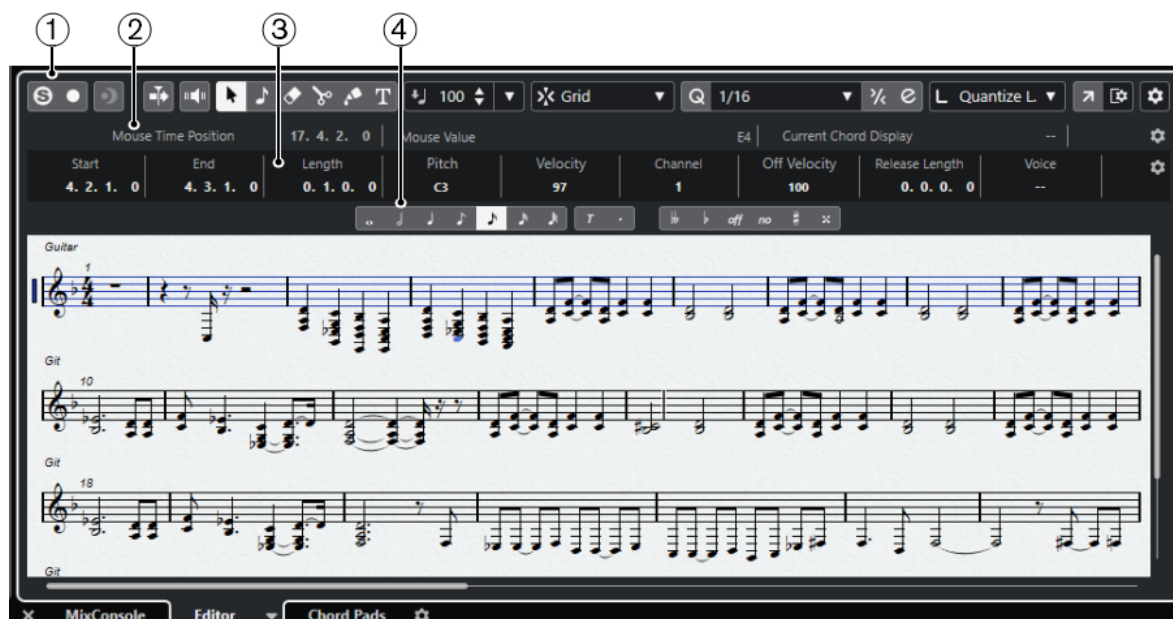 1 2 3 4
100 Grid Q 1/16 L Quantize L.
Mouse Time Position 17. 4. 2. 0 Mouse Value E4 Current Chord Display --
Start End Length Pitch Velocity Channel Off Velocity Release Length Voice
4. 2. 1. 0 4. 3. 1. 0 0. 1. 0. 0 C3 97 1 100 0. 0. 0. 0 --
T . off no
Guitar
1
4
4
Git
10
Git
18
Git
MixConsole Editor Chord Pads